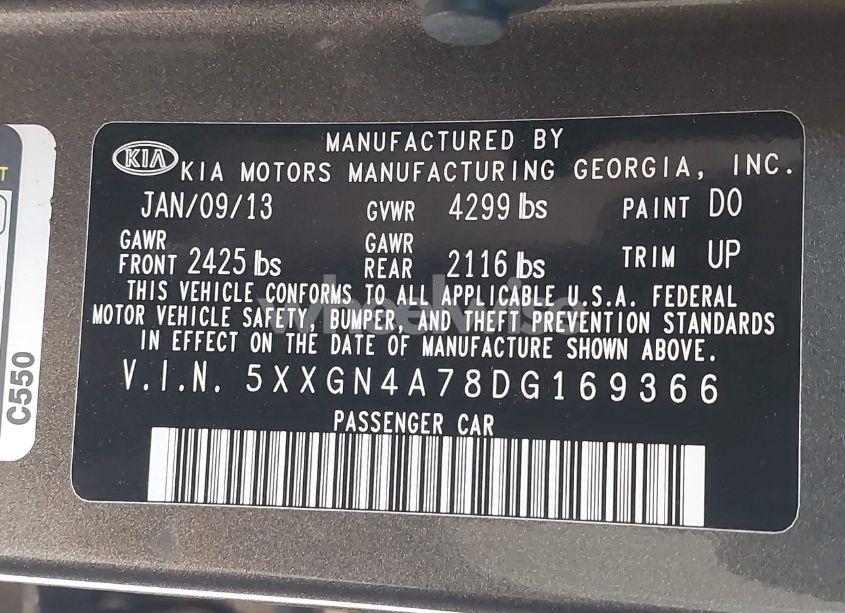 MANUFACTURED BY
KIA KIA MOTORS MANUFACTURING GEORGIA, INC.
JAN/09/13 GVWR 4299 lbs PAINT DO
GAWR FRONT 2425 lbs GAWR REAR 2116 lbs TRIM UP
THIS VEHICLE CONFORMS TO ALL APPLICABLE U.S.A. FEDERAL
MOTOR VEHICLE SAFETY, BUMPER, AND THEFT PREVENTION STANDARDS
IN EFFECT ON THE DATE OF MANUFACTURE SHOWN ABOVE.
V.I.N. 5XXGN4A78DG169366
PASSENGER CAR
C550